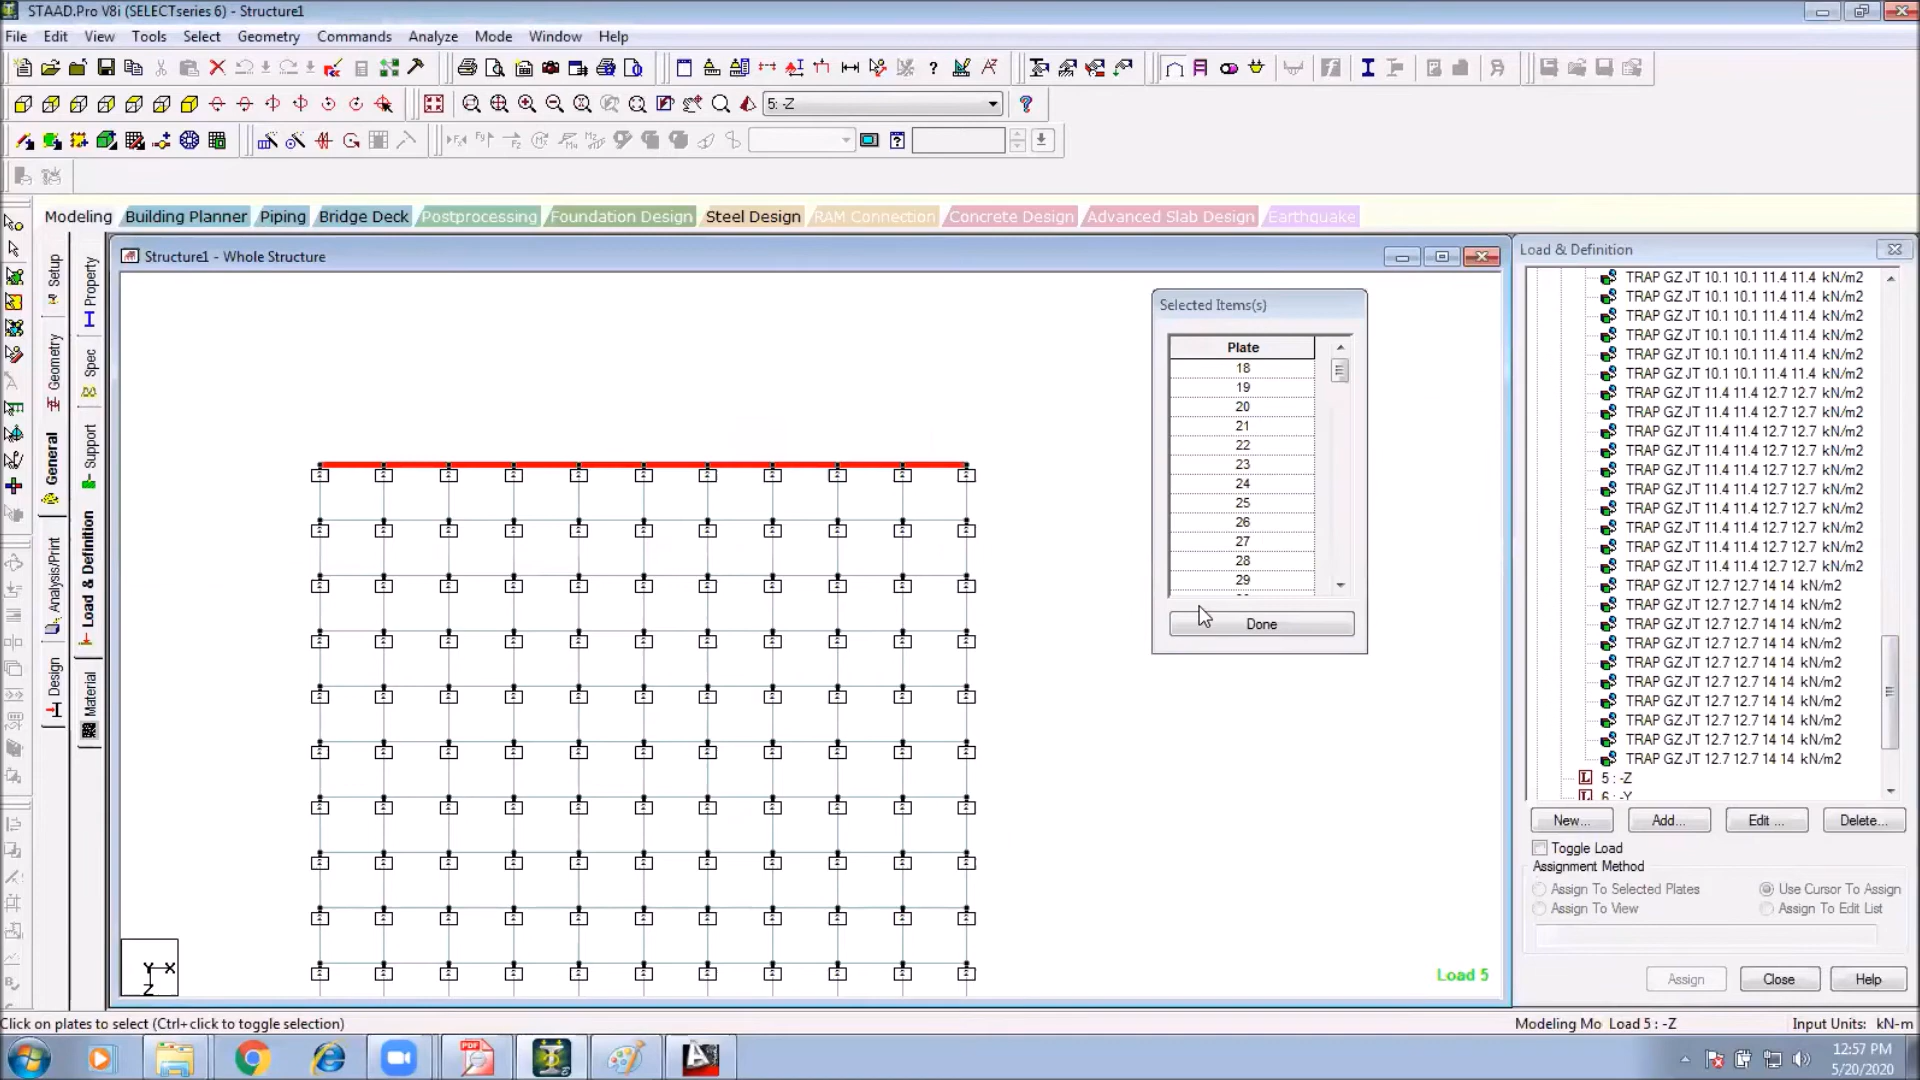 STAAD.Pro V8i (SELECTseries 6) - Structure1
File Edit View Tools Select Geometry Commands Analyze Mode Window Help
5: -Z
Modeling Building Planner Piping Bridge Deck Postprocessing Foundation Design Steel Design RAM Connection Concrete Design Advanced Slab Design Earthquake
Setup
Geometry
General
Analysis/Print
Design
Property
Spec
Support
Load & Definition
Material
Structure1 - Whole Structure
Selected Items(s)
Plate
18
19
20
21
22
23
24
25
26
27
28
29
Done
Y X
Z
Load 5
Load & Definition
TRAP GZ JT 10.1 10.1 11.4 11.4 kN/m2
TRAP GZ JT 10.1 10.1 11.4 11.4 kN/m2
TRAP GZ JT 10.1 10.1 11.4 11.4 kN/m2
TRAP GZ JT 10.1 10.1 11.4 11.4 kN/m2
TRAP GZ JT 10.1 10.1 11.4 11.4 kN/m2
TRAP GZ JT 10.1 10.1 11.4 11.4 kN/m2
TRAP GZ JT 11.4 11.4 12.7 12.7 kN/m2
TRAP GZ JT 11.4 11.4 12.7 12.7 kN/m2
TRAP GZ JT 11.4 11.4 12.7 12.7 kN/m2
TRAP GZ JT 11.4 11.4 12.7 12.7 kN/m2
TRAP GZ JT 11.4 11.4 12.7 12.7 kN/m2
TRAP GZ JT 11.4 11.4 12.7 12.7 kN/m2
TRAP GZ JT 11.4 11.4 12.7 12.7 kN/m2
TRAP GZ JT 11.4 11.4 12.7 12.7 kN/m2
TRAP GZ JT 11.4 11.4 12.7 12.7 kN/m2
TRAP GZ JT 11.4 11.4 12.7 12.7 kN/m2
TRAP GZ JT 12.7 12.7 14 14 kN/m2
TRAP GZ JT 12.7 12.7 14 14 kN/m2
TRAP GZ JT 12.7 12.7 14 14 kN/m2
TRAP GZ JT 12.7 12.7 14 14 kN/m2
TRAP GZ JT 12.7 12.7 14 14 kN/m2
TRAP GZ JT 12.7 12.7 14 14 kN/m2
TRAP GZ JT 12.7 12.7 14 14 kN/m2
TRAP GZ JT 12.7 12.7 14 14 kN/m2
TRAP GZ JT 12.7 12.7 14 14 kN/m2
TRAP GZ JT 12.7 12.7 14 14 kN/m2
5 : -Z
6 : -Y
New... Add... Edit ... Delete...
Toggle Load
Assignment Method
Assign To Selected Plates Use Cursor To Assign
Assign To View Assign To Edit List
Assign Close Help
Click on plates to select (Ctrl+click to toggle selection) Modeling Mo Load 5 : -Z Input Units: kN-m
12:57 PM
5/20/2020